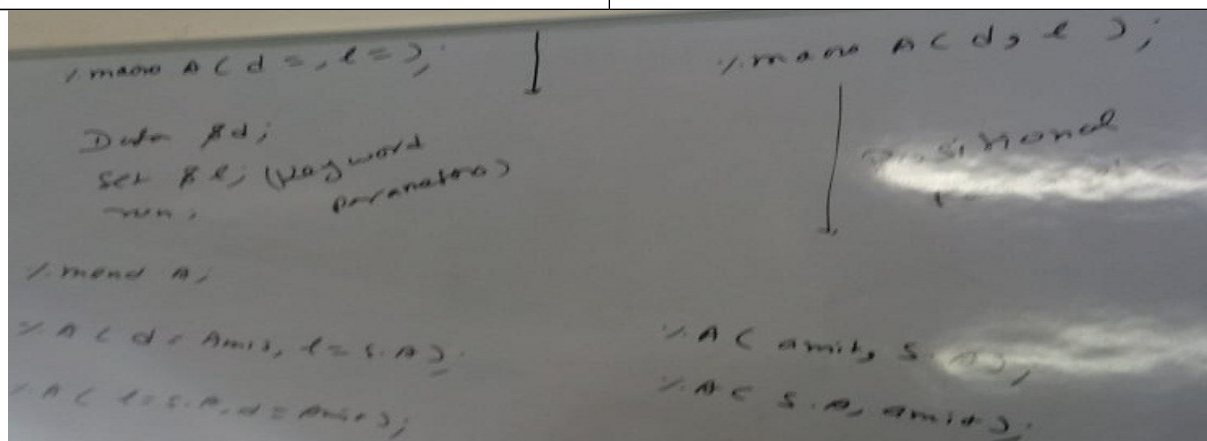 %macro A( d = , l = );
Data &d;
Set &l; (keyword
parameters)
run;
%mend A;
%A( d = Amit, l = S.A);
%A( l = S.A, d = Amit);
%macro A( d, l );
Positional
%A( amit, S.A);
%A( S.A, amit);